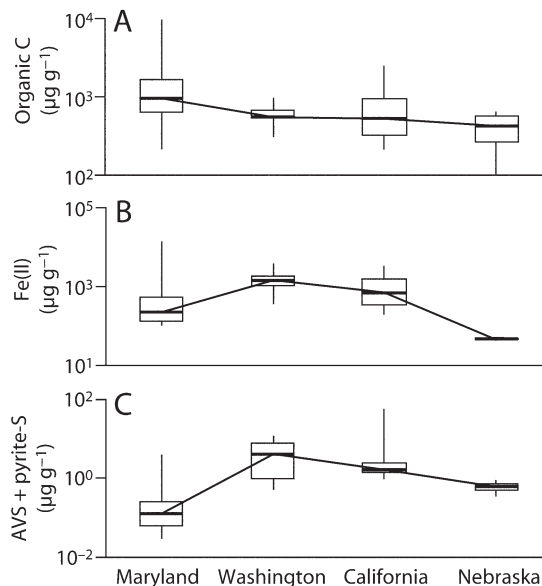 A
Organic C
(µg g⁻¹)
10⁴
10³
10²
B
Fe(II)
(µg g⁻¹)
10⁵
10³
10¹
C
AVS + pyrite-S
(µg g⁻¹)
10²
10⁰
10⁻²
Maryland Washington California Nebraska